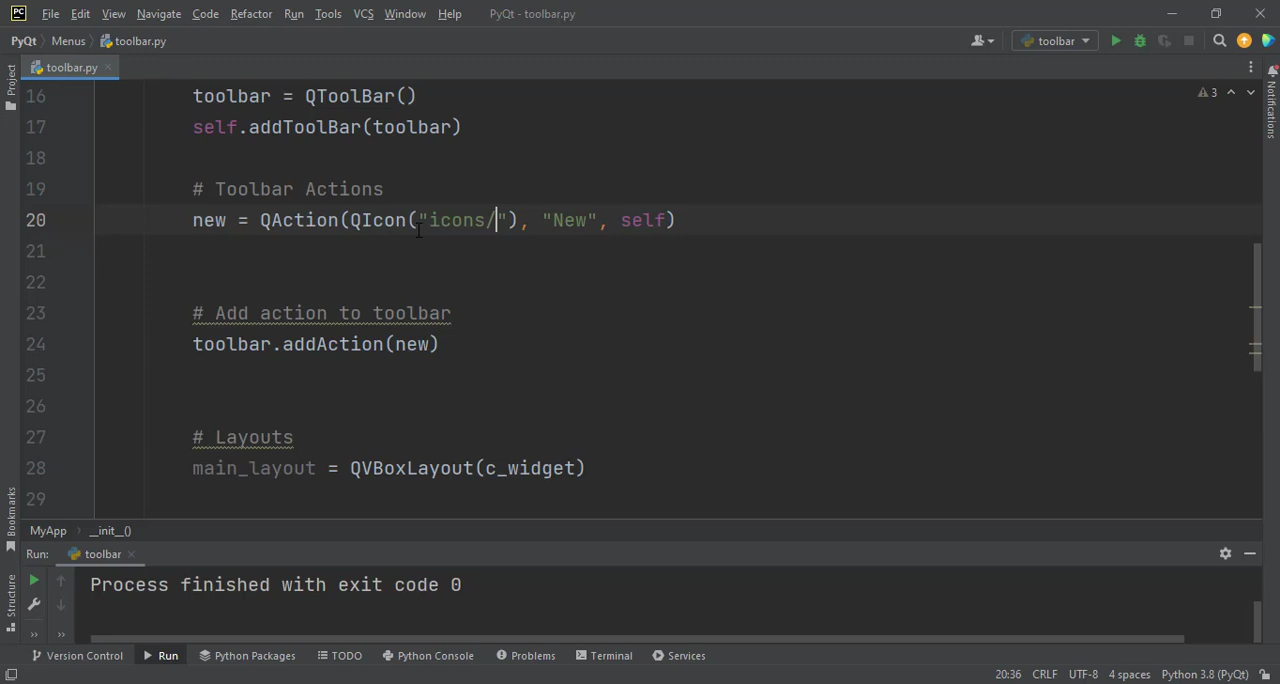 PC File Edit View Navigate Code Refactor Run Tools VCS Window Help PyQt - toolbar.py
PyQt Menus toolbar.py toolbar
Project toolbar.py
Notifications
3
16 toolbar = QToolBar()
17 self.addToolBar(toolbar)
18
19 # Toolbar Actions
20 new = QAction(QIcon("icons/"), "New", self)
21
22
23 # Add action to toolbar
24 toolbar.addAction(new)
25
26
27 # Layouts
28 main_layout = QVBoxLayout(c_widget)
29
Bookmarks
MyApp __init__()
Run: toolbar
Structure
Process finished with exit code 0
Version Control Run Python Packages TODO Python Console Problems Terminal Services
20:36 CRLF UTF-8 4 spaces Python 3.8 (PyQt)